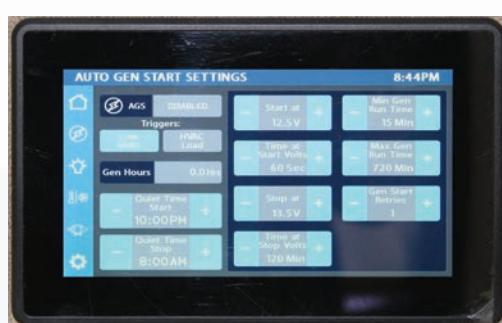 AUTO GEN START SETTINGS 8:44PM
AGS DISABLED
Triggers:
Low Volts
HVAC Load
Gen Hours 0.0 Hrs
- Quiet Time Start +
10:00PM
- Quiet Time Stop +
8:00AM
- Start at +
12.5V
- Time at Start Volts +
60 Sec
- Stop at +
13.5V
- Time at Stop Volts +
120 Min
- Min Gen Run Time +
15 Min
- Max Gen Run Time +
720 Min
- Gen Start Retries +
3